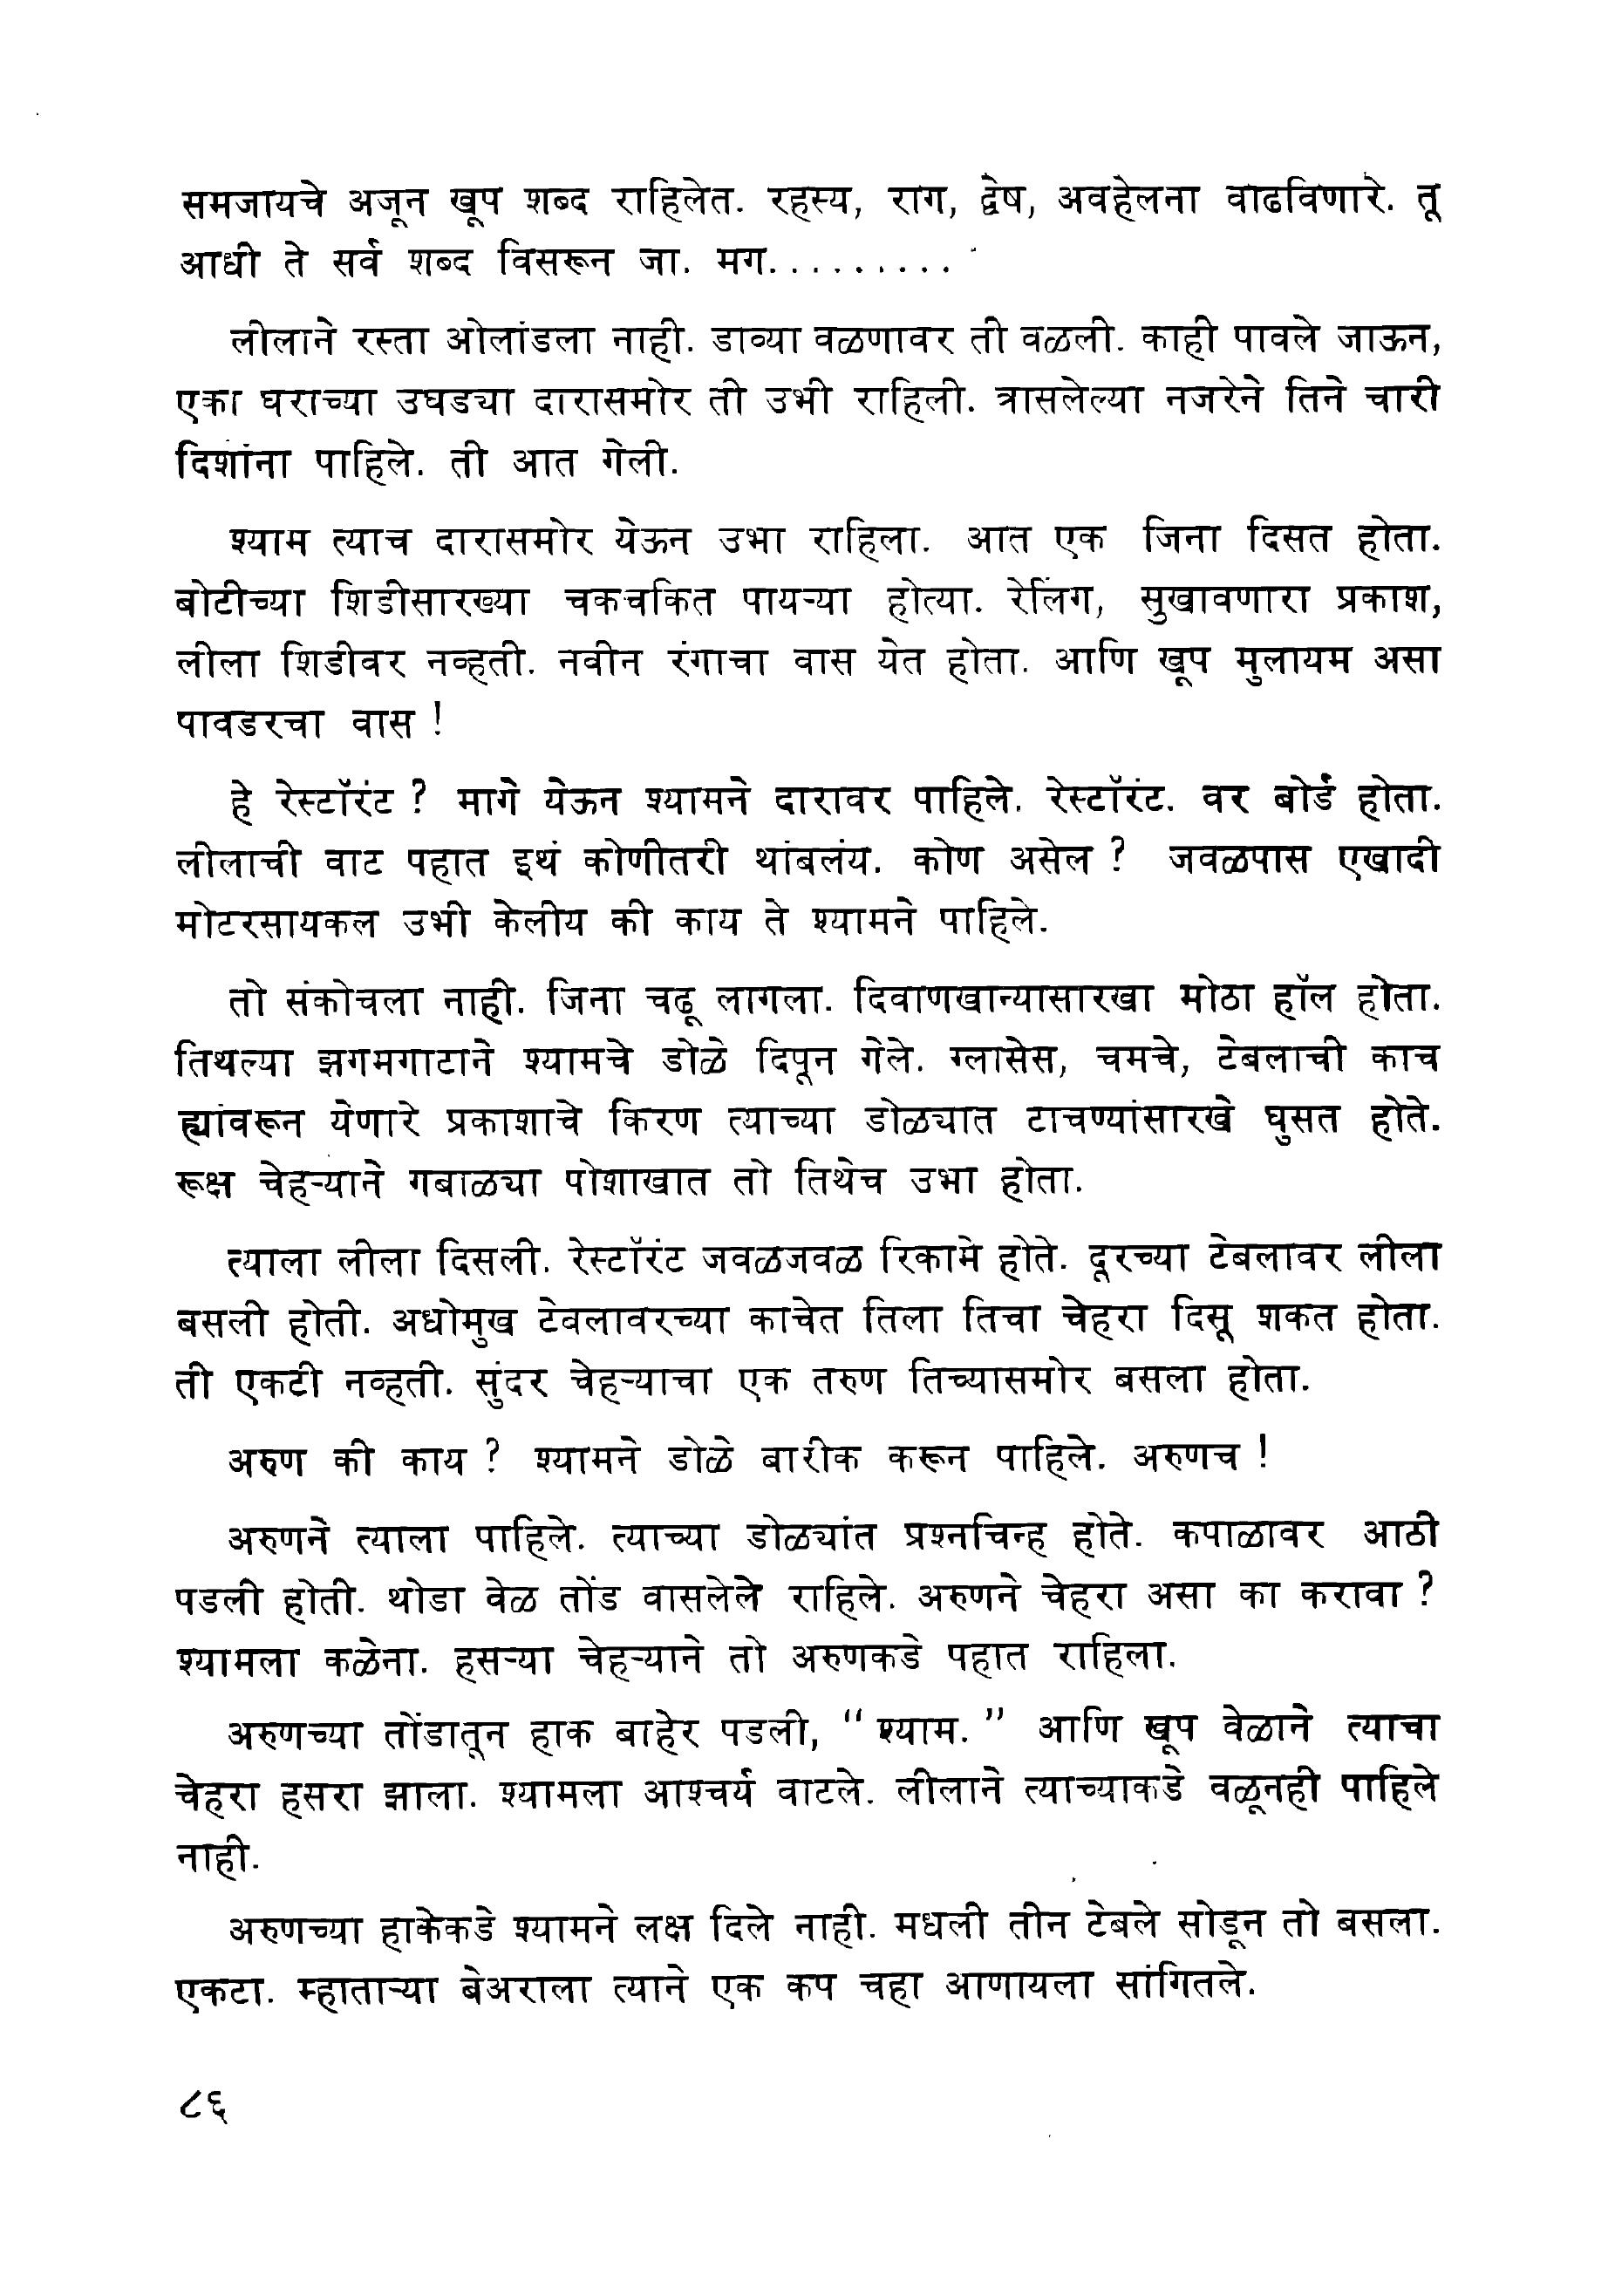 समजायचे अजून खूप शब्द राहिलेत. रहस्य, राग, द्वेष, अवहेलना वाढविणारे. तू
आधी ते सर्व शब्द विसरून जा. मग.........
लीलाने रस्ता ओलांडला नाही. डाव्या वळणावर ती वळली. काही पावले जाऊन,
एका घराच्या उघड्या दारासमोर ती उभी राहिली. त्रासलेल्या नजरेने तिने चारी
दिशांना पाहिले. ती आत गेली.
श्याम त्याच दारासमोर येऊन उभा राहिला. आत एक जिना दिसत होता.
बोटीच्या शिडीसारख्या चकचकित पायऱ्या होत्या. रेलिंग, सुखावणारा प्रकाश,
लीला शिडीवर नव्हती. नवीन रंगाचा वास येत होता. आणि खूप मुलायम असा
पावडरचा वास !
हे रेस्टॉरंट ? मागे येऊन श्यामने दारावर पाहिले. रेस्टॉरंट. वर बोर्ड होता.
लीलाची वाट पहात इथं कोणीतरी थांबलंय. कोण असेल ? जवळपास एखादी
मोटरसायकल उभी केलीय की काय ते श्यामने पाहिले.
तो संकोचला नाही. जिना चढू लागला. दिवाणखान्यासारखा मोठा हॉल होता.
तिथल्या झगमगाटाने श्यामचे डोळे दिपून गेले. ग्लासेस, चमचे, टेबलाची काच
ह्यांवरून येणारे प्रकाशाचे किरण त्याच्या डोळ्यात टाचण्यांसारखे घुसत होते.
रूक्ष चेहऱ्याने गबाळ्या पोशाखात तो तिथेच उभा होता.
त्याला लीला दिसली. रेस्टॉरंट जवळजवळ रिकामे होते. दूरच्या टेबलावर लीला
बसली होती. अधोमुख टेबलावरच्या काचेत तिला तिचा चेहरा दिसू शकत होता.
ती एकटी नव्हती. सुंदर चेहऱ्याचा एक तरुण तिच्यासमोर बसला होता.
अरुण की काय ? श्यामने डोळे बारीक करून पाहिले. अरुणच !
अरुणने त्याला पाहिले. त्याच्या डोळ्यांत प्रश्नचिन्ह होते. कपाळावर आठी
पडली होती. थोडा वेळ तोंड वासलेले राहिले. अरुणने चेहरा असा का करावा ?
श्यामला कळेना. हसऱ्या चेहऱ्याने तो अरुणकडे पहात राहिला.
अरुणच्या तोंडातून हाक बाहेर पडली, “ श्याम. ” आणि खूप वेळाने त्याचा
चेहरा हसरा झाला. श्यामला आश्चर्य वाटले. लीलाने त्याच्याकडे वळूनही पाहिले
नाही.
अरुणच्या हाकेकडे श्यामने लक्ष दिले नाही. मधली तीन टेबले सोडून तो बसला.
एकटा. म्हाताऱ्या बेअराला त्याने एक कप चहा आणायला सांगितले.
८६